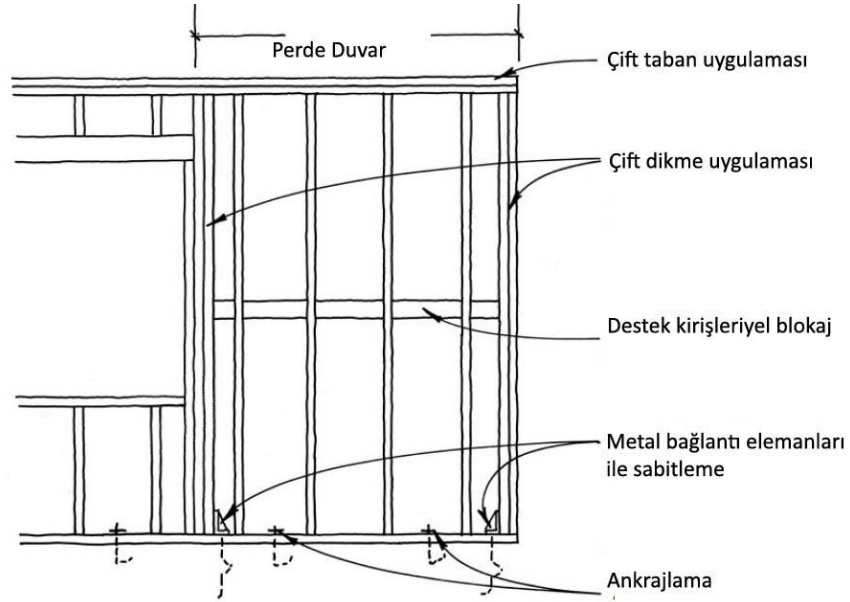 Perde Duvar
Çift taban uygulaması
Çift dikme uygulaması
Destek kirişleriyel blokaj
Metal bağlantı elemanları
ile sabitleme
Ankrajlama